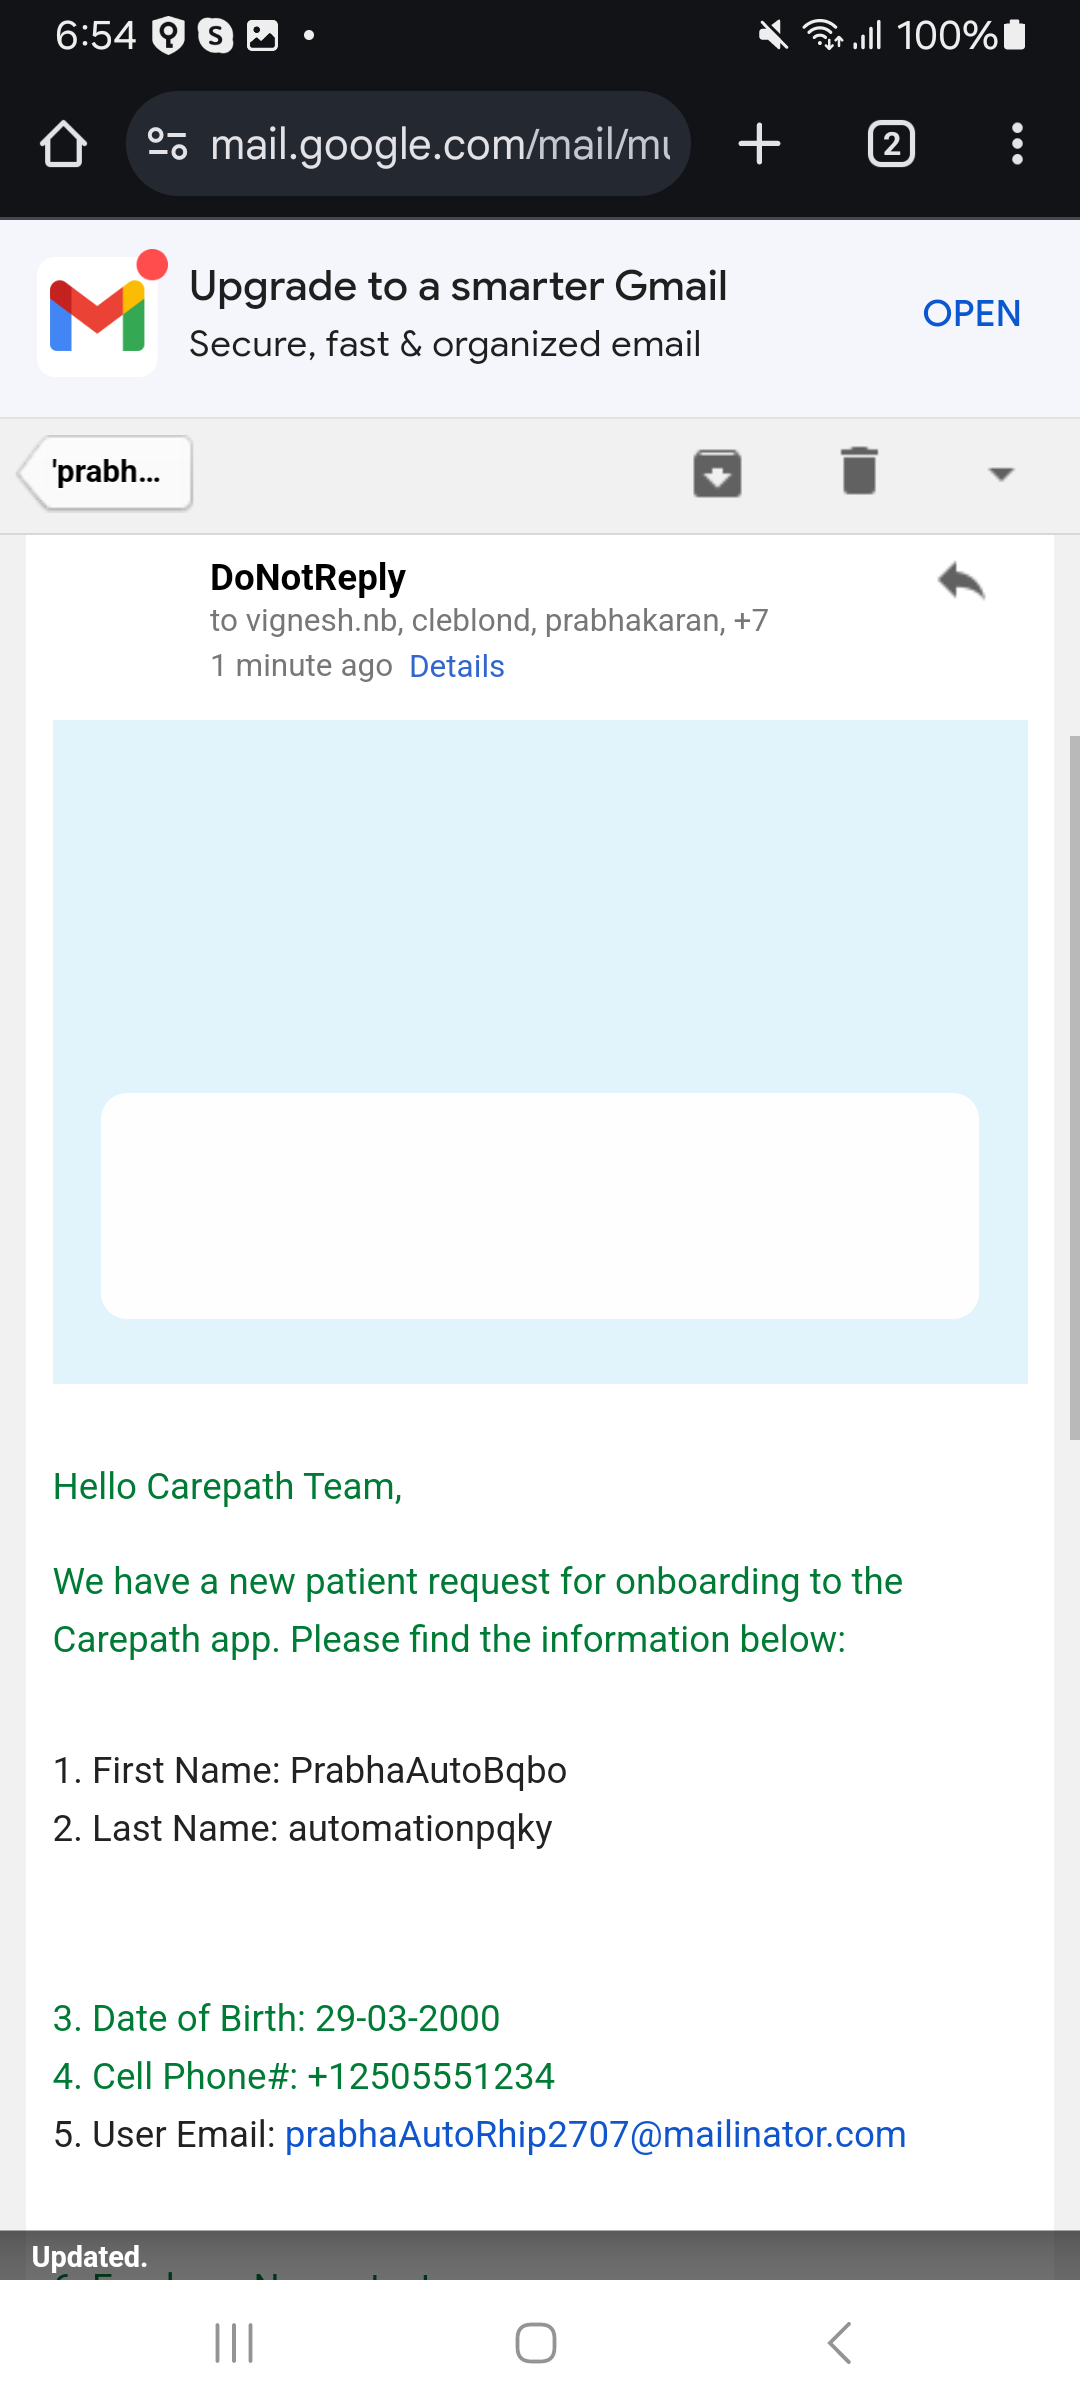 6:54
100%
mail.google.com/mail/mu
2
Upgrade to a smarter Gmail
Secure, fast & organized email
OPEN
'prabh...
DoNotReply
to vignesh.nb, cleblond, prabhakaran, +7
1 minute ago Details
Hello Carepath Team,
We have a new patient request for onboarding to the
Carepath app. Please find the information below:
1. First Name: PrabhaAutoBqbo
2. Last Name: automationpqky
3. Date of Birth: 29-03-2000
4. Cell Phone#: +12505551234
5. User Email: prabhaAutoRhip2707@mailinator.com
Updated.